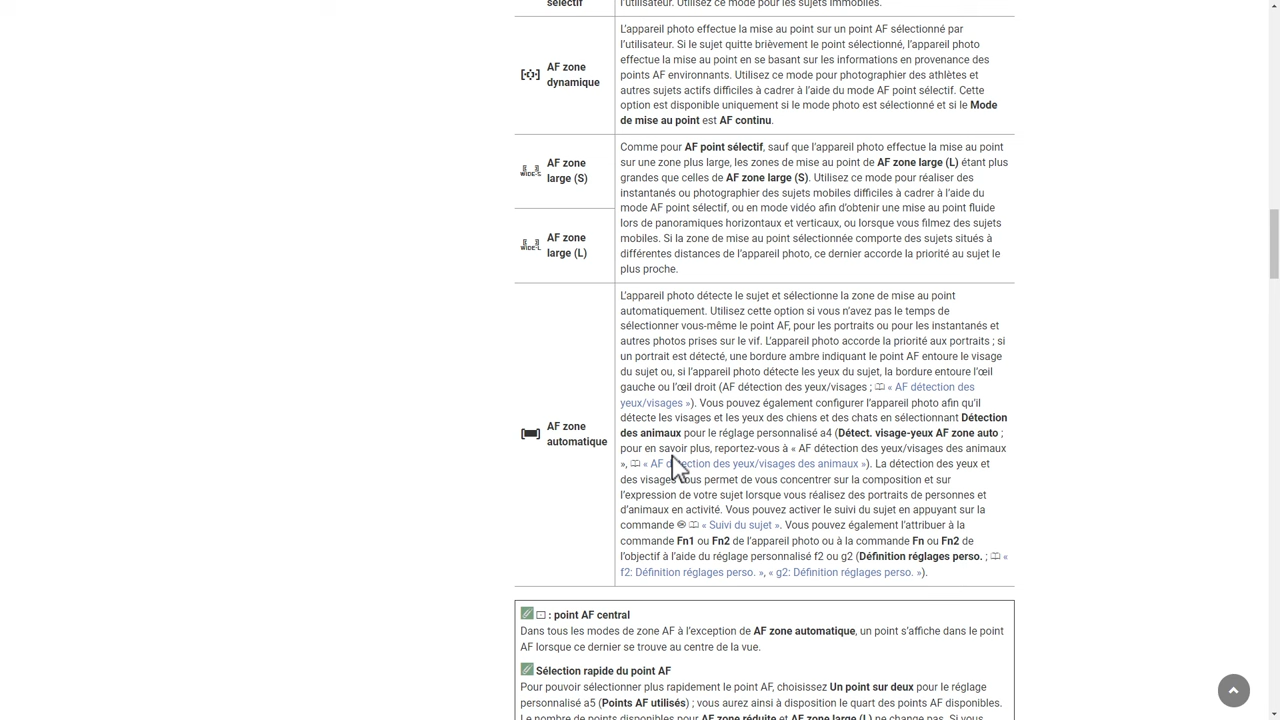 sélectif
l'utilisateur. Utilisez ce mode pour les sujets immobiles.
AF zone
dynamique
L'appareil photo effectue la mise au point sur un point AF sélectionné par
l'utilisateur. Si le sujet quitte brièvement le point sélectionné, l'appareil photo
effectue la mise au point en se basant sur les informations en provenance des
points AF environnants. Utilisez ce mode pour photographier des athlètes et
autres sujets actifs difficiles à cadrer à l'aide du mode AF point sélectif. Cette
option est disponible uniquement si le mode photo est sélectionné et si le Mode
de mise au point est AF continu.
WIDE-S
AF zone
large (S)
WIDE-L
AF zone
large (L)
Comme pour AF point sélectif, sauf que l'appareil photo effectue la mise au point
sur une zone plus large, les zones de mise au point de AF zone large (L) étant plus
grandes que celles de AF zone large (S). Utilisez ce mode pour réaliser des
instantanés ou photographier des sujets mobiles difficiles à cadrer à l'aide du
mode AF point sélectif, ou en mode vidéo afin d'obtenir une mise au point fluide
lors de panoramiques horizontaux et verticaux, ou lorsque vous filmez des sujets
mobiles. Si la zone de mise au point sélectionnée comporte des sujets situés à
différentes distances de l'appareil photo, ce dernier accorde la priorité au sujet le
plus proche.
AF zone
automatique
L'appareil photo détecte le sujet et sélectionne la zone de mise au point
automatiquement. Utilisez cette option si vous n'avez pas le temps de
sélectionner vous-même le point AF, pour les portraits ou pour les instantanés et
autres photos prises sur le vif. L'appareil photo accorde la priorité aux portraits ; si
un portrait est détecté, une bordure ambre indiquant le point AF entoure le visage
du sujet ou, si l'appareil photo détecte les yeux du sujet, la bordure entoure l'œil
gauche ou l'œil droit (AF détection des yeux/visages ; « AF détection des
yeux/visages »). Vous pouvez également configurer l'appareil photo afin qu'il
détecte les visages et les yeux des chiens et des chats en sélectionnant Détection
des animaux pour le réglage personnalisé a4 (Détect. visage-yeux AF zone auto ;
pour en savoir plus, reportez-vous à « AF détection des yeux/visages des animaux
», « AF détection des yeux/visages des animaux »). La détection des yeux et
des visages vous permet de vous concentrer sur la composition et sur
l'expression de votre sujet lorsque vous réalisez des portraits de personnes et
d'animaux en activité. Vous pouvez activer le suivi du sujet en appuyant sur la
commande « Suivi du sujet ». Vous pouvez également l'attribuer à la
commande Fn1 ou Fn2 de l'appareil photo ou à la commande Fn ou Fn2 de
l'objectif à l'aide du réglage personnalisé f2 ou g2 (Définition réglages perso. ; «
f2: Définition réglages perso. », « g2: Définition réglages perso. »).
: point AF central
Dans tous les modes de zone AF à l'exception de AF zone automatique, un point s'affiche dans le point
AF lorsque ce dernier se trouve au centre de la vue.
Sélection rapide du point AF
Pour pouvoir sélectionner plus rapidement le point AF, choisissez Un point sur deux pour le réglage
personnalisé a5 (Points AF utilisés) ; vous aurez ainsi à disposition le quart des points AF disponibles.
Le nombre de points disponibles pour AF zone réduite et AF zone large (L) ne change pas. Si vous